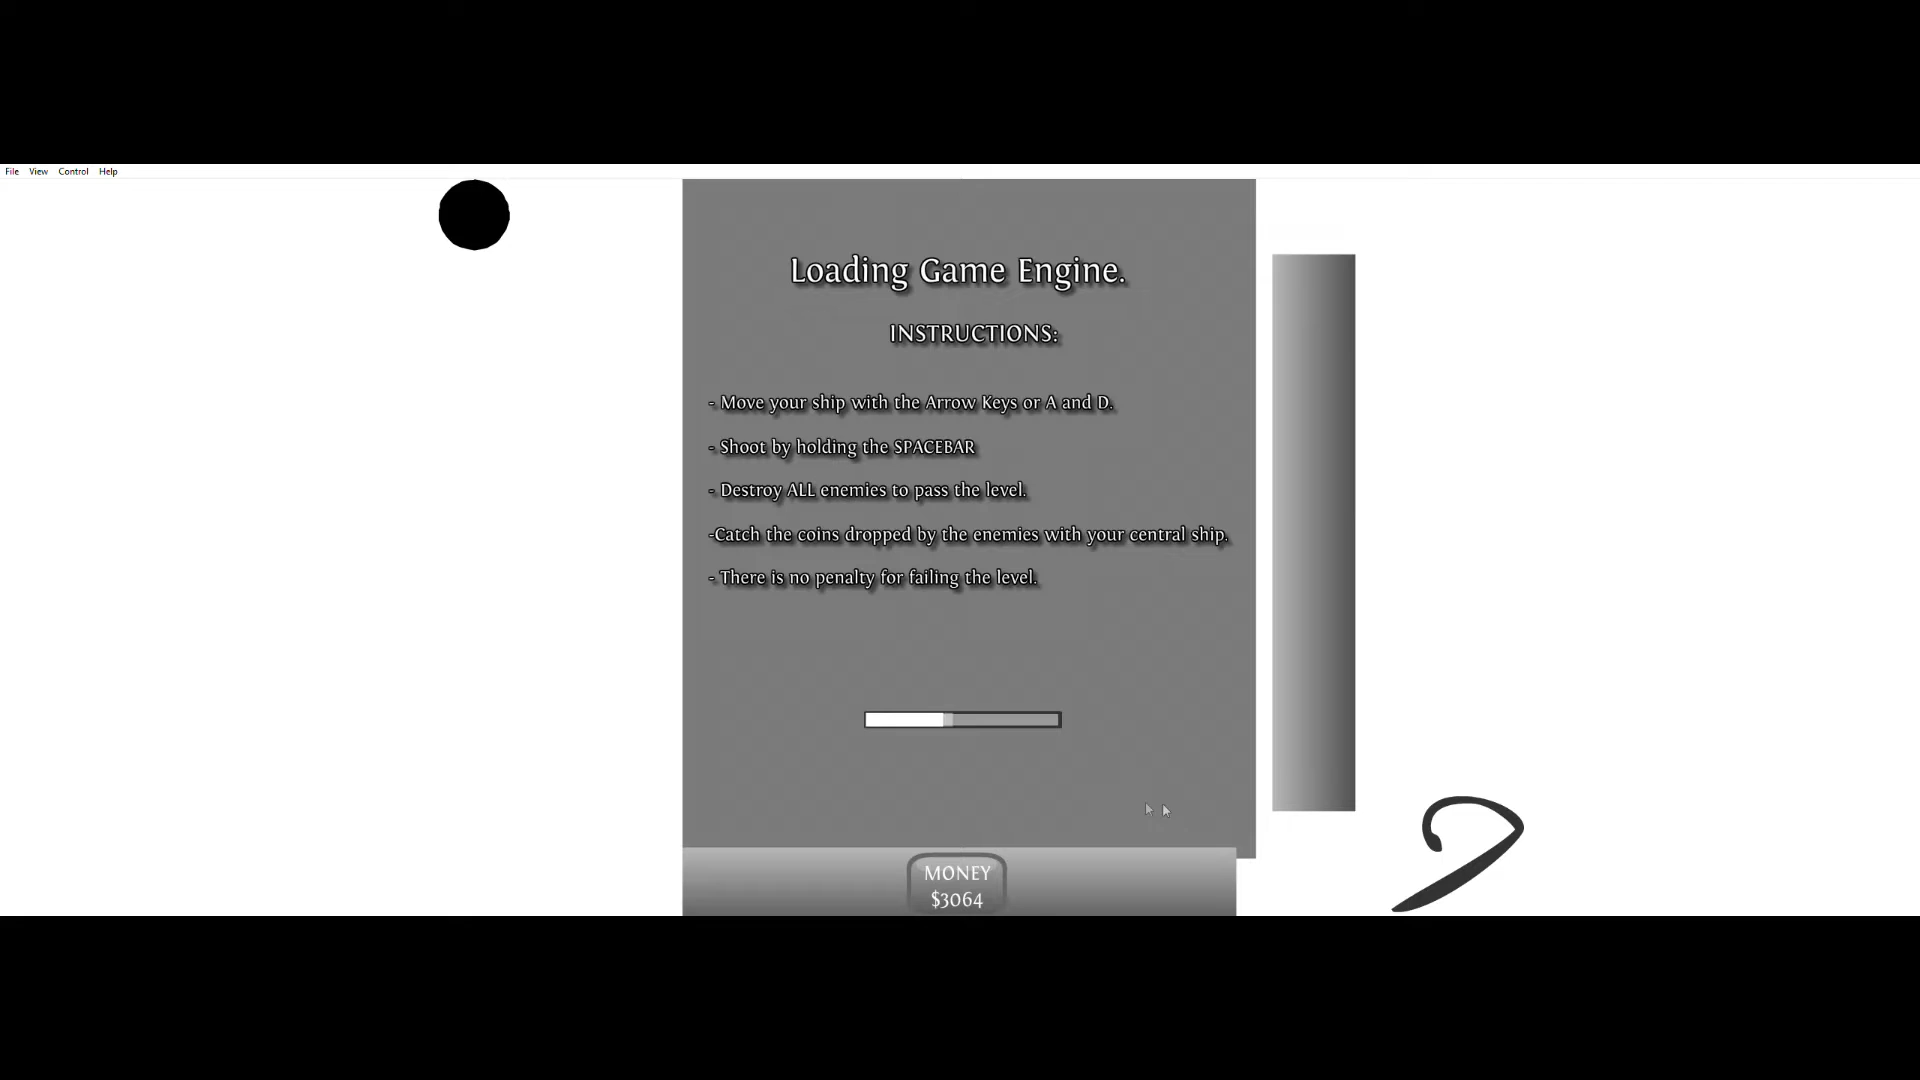 File View Control Help
Loading Game Engine.
INSTRUCTIONS:
- Move your ship with the Arrow Keys or A and D.
- Shoot by holding the SPACEBAR
- Destroy ALL enemies to pass the level.
-Catch the coins dropped by the enemies with your central ship.
- There is no penalty for failing the level.
MONEY
$3064